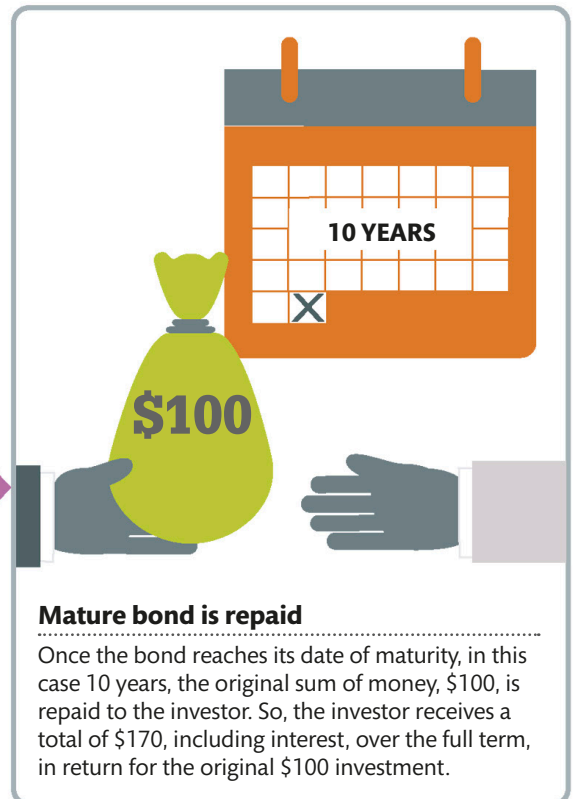 10 YEARS
$100
Mature bond is repaid
Once the bond reaches its date of maturity, in this
case 10 years, the original sum of money, $100, is
repaid to the investor. So, the investor receives a
total of $170, including interest, over the full term,
in return for the original $100 investment.